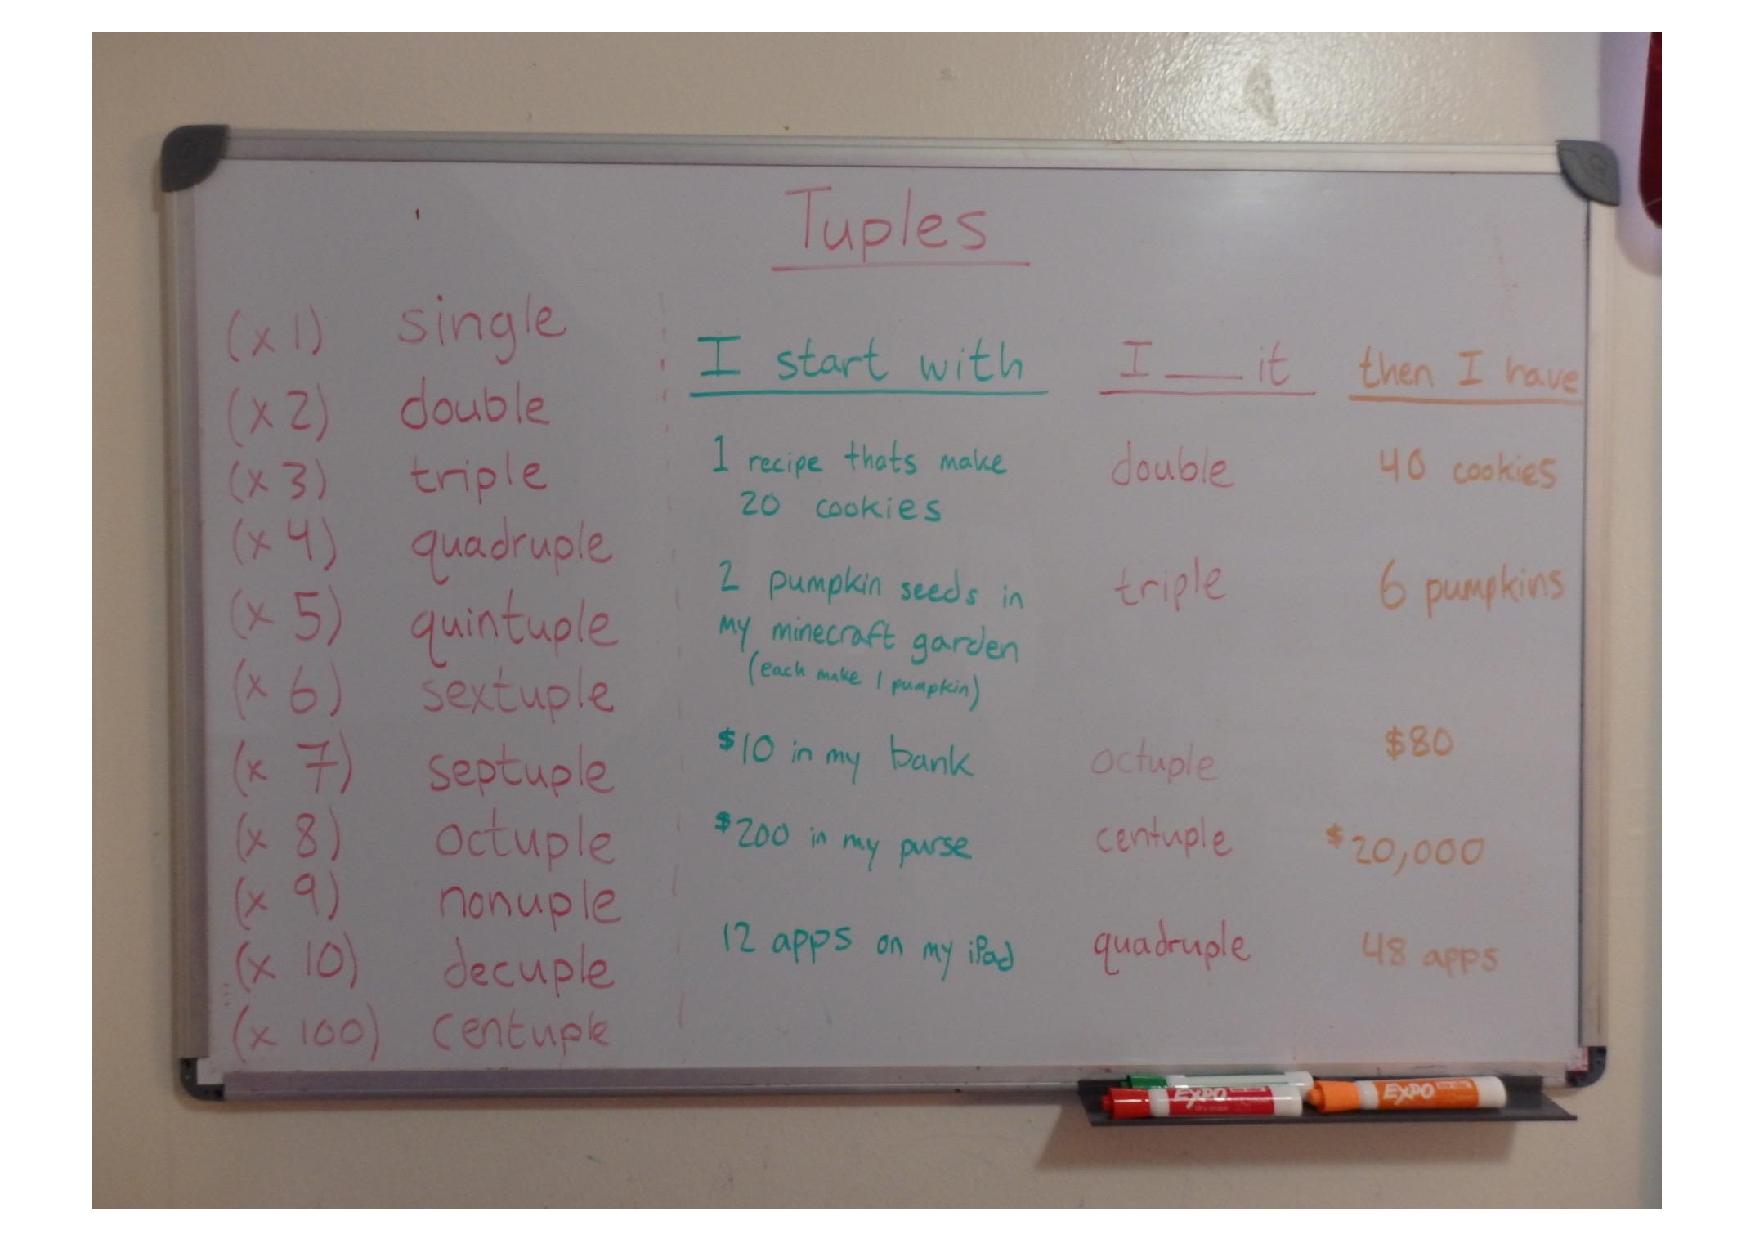 Tuples
(x 1) single
(x 2) double
(x 3) triple
(x 4) quadruple
(x 5) quintuple
(x 6) sextuple
(x 7) septuple
(x 8) octuple
(x 9) nonuple
(x 10) decuple
(x 100) centuple
I start with I ___ it then I have
1 recipe thats make double 40 cookies
20 cookies
2 pumpkin seeds in triple 6 pumpkins
my minecraft garden
(each make 1 pumpkin)
$10 in my bank octuple $80
$200 in my purse centuple $20,000
12 apps on my iPad quadruple 48 apps
EXPO EXPO